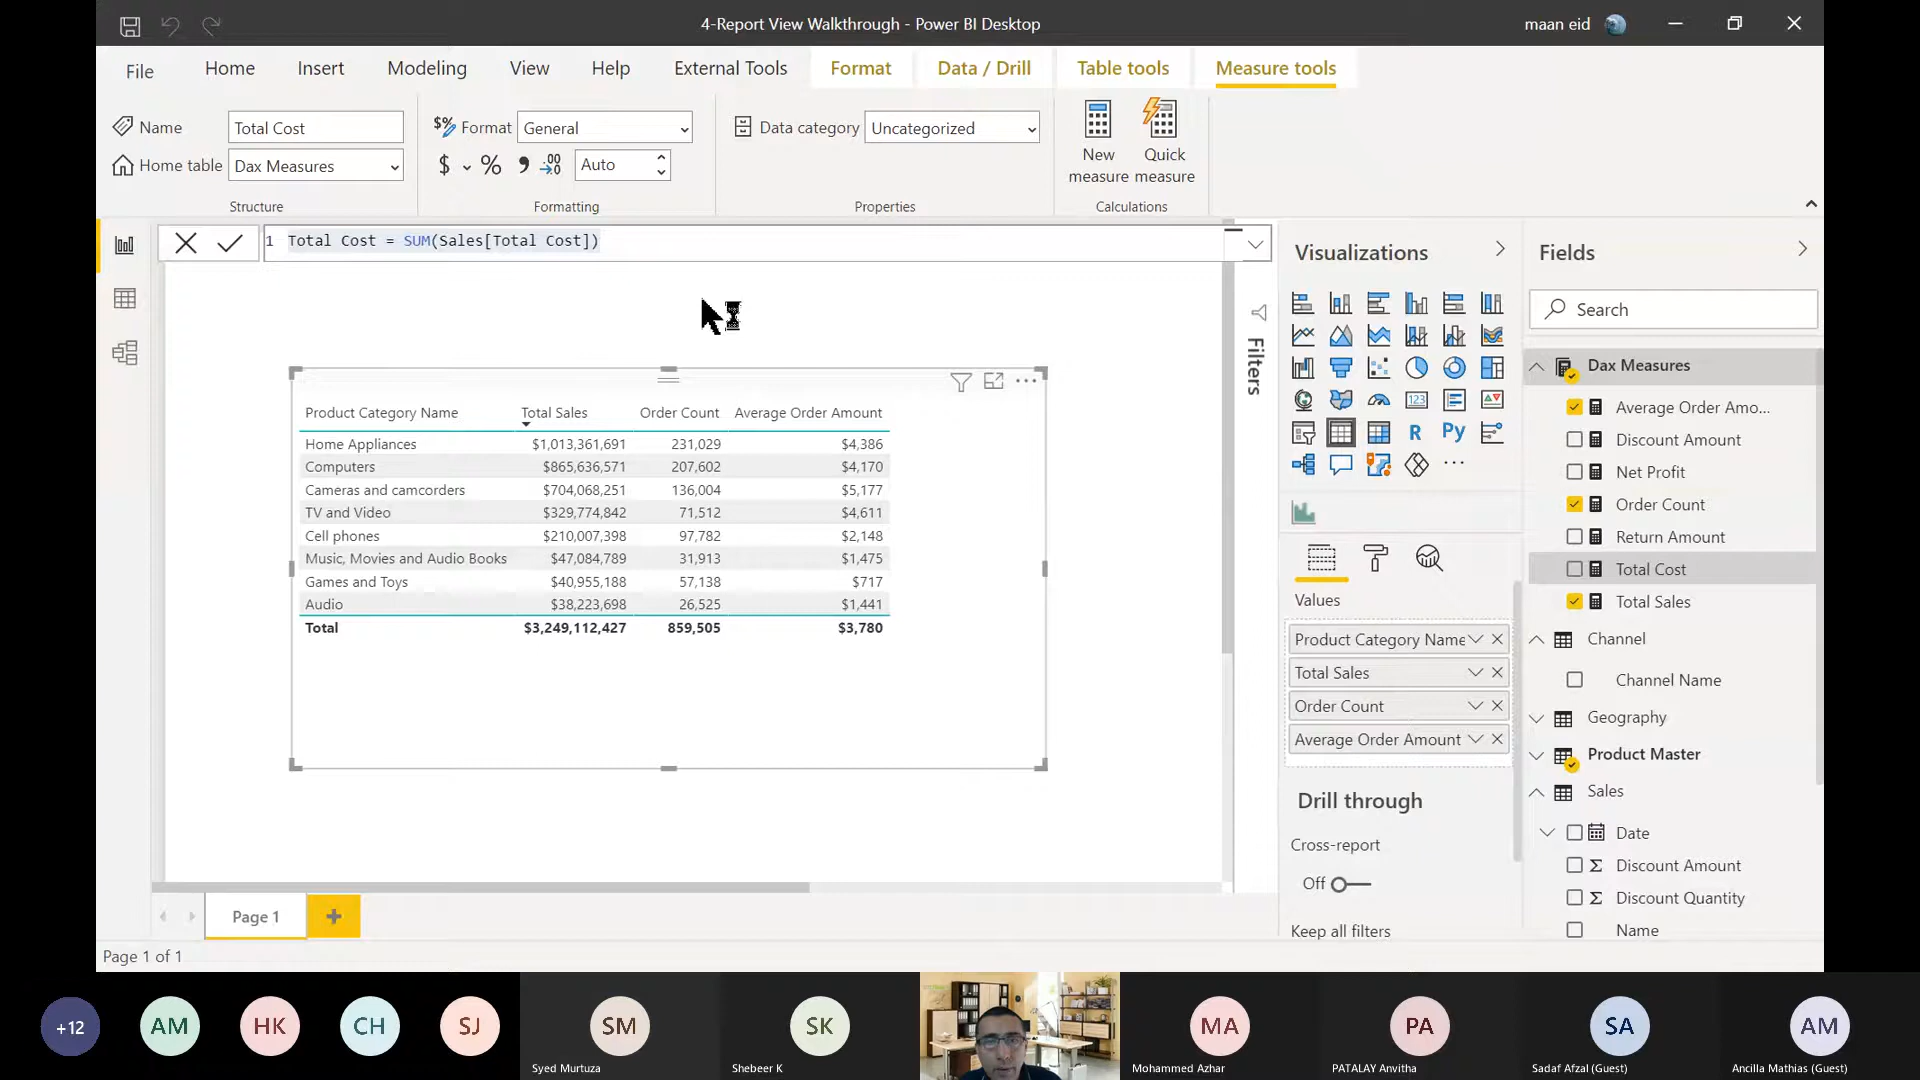 4-Report View Walkthrough - Power BI Desktop
maan eid
File
Home
Insert
Modeling
View
Help
External Tools
Format
Data / Drill
Table tools
Measure tools
Name
Total Cost
Home table
Dax Measures
Structure
$% Format
General
$ % , .00 Auto
Formatting
Data category
Uncategorized
Properties
New measure
Quick measure
Calculations
1 Total Cost = SUM(Sales[Total Cost])
Product Category Name Total Sales Order Count Average Order Amount
Home Appliances $1,013,361,691 231,029 $4,386
Computers $865,636,571 207,602 $4,170
Cameras and camcorders $704,068,251 136,004 $5,177
TV and Video $329,774,842 71,512 $4,611
Cell phones $210,007,398 97,782 $2,148
Music, Movies and Audio Books $47,084,789 31,913 $1,475
Games and Toys $40,955,188 57,138 $717
Audio $38,223,698 26,525 $1,441
Total $3,249,112,427 859,505 $3,780
Filters
Visualizations
123
R
Py
Values
Product Category Name
Total Sales
Order Count
Average Order Amount
Drill through
Cross-report
Off
Keep all filters
Fields
Search
Dax Measures
Average Order Amo...
Discount Amount
Net Profit
Order Count
Return Amount
Total Cost
Total Sales
Channel
Channel Name
Geography
Product Master
Sales
Date
Discount Amount
Discount Quantity
Name
Page 1
Page 1 of 1
+12
AM
HK
CH
SJ
SM
Syed Murtuza
SK
Shebeer K
MA
Mohammed Azhar
PA
PATALAY Anvitha
SA
Sadaf Afzal (Guest)
AM
Ancilla Mathias (Guest)